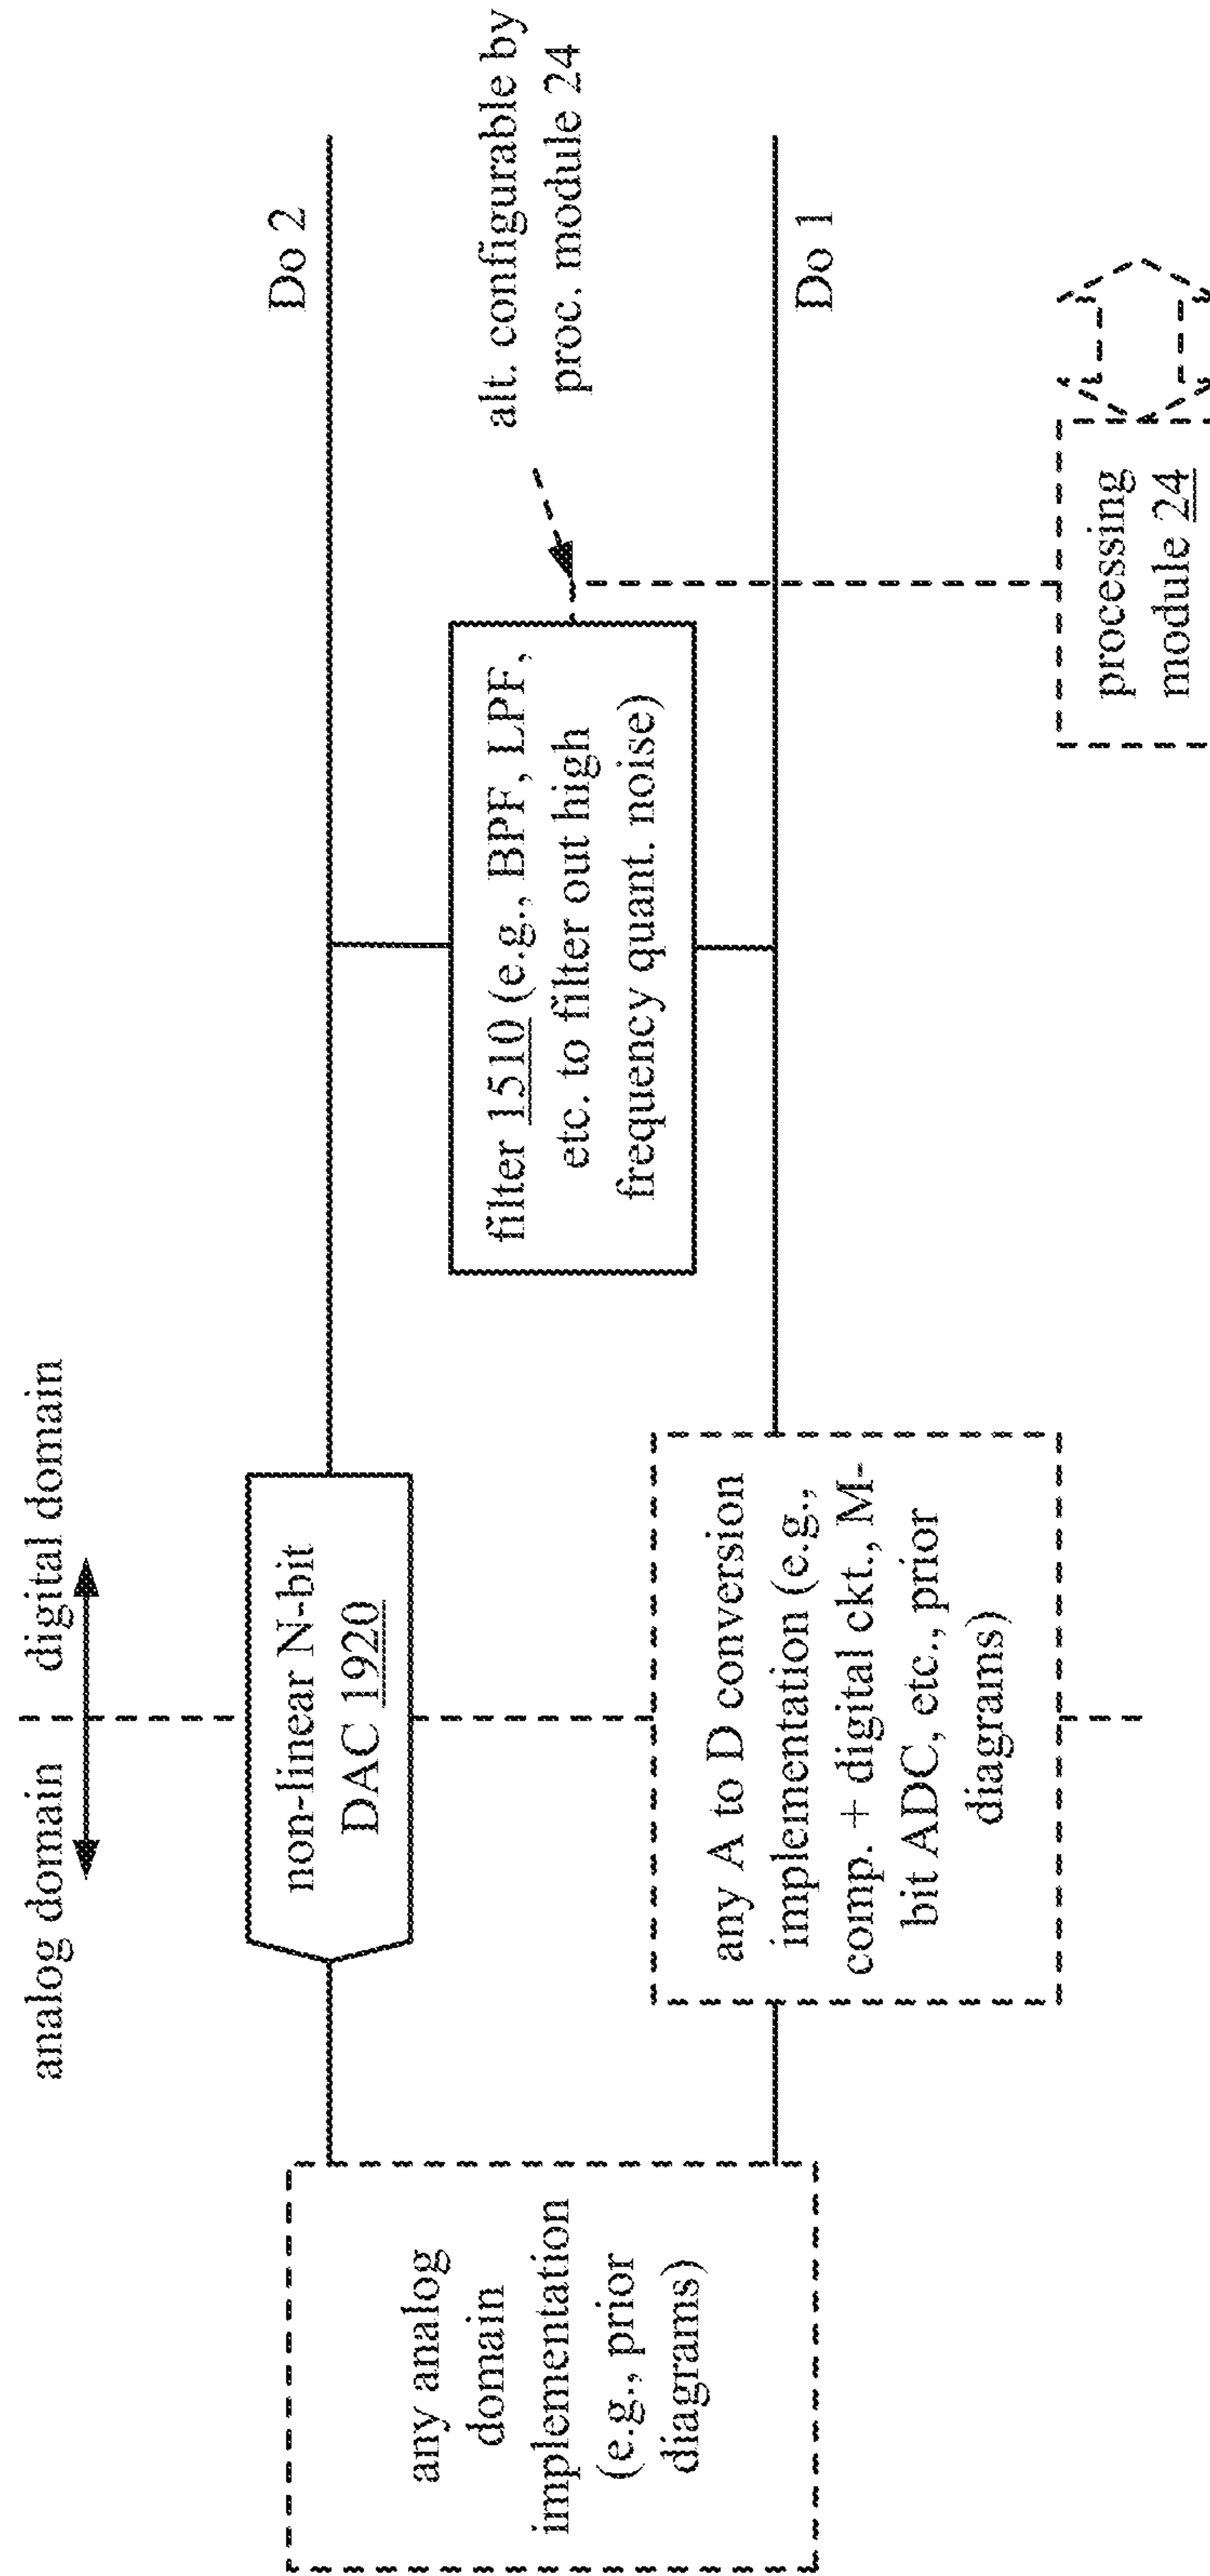 analog domain
digital domain
any analog
domain
implementation
(e.g., prior
diagrams)
non-linear N-bit
DAC 1920
Do 2
any A to D conversion
implementation (e.g.,
comp. + digital ckt., M-
bit ADC, etc., prior
diagrams)
filter 1510 (e.g., BPF, LPF,
etc. to filter out high
frequency quant. noise)
alt. configurable by
proc. module 24
Do 1
processing
module 24